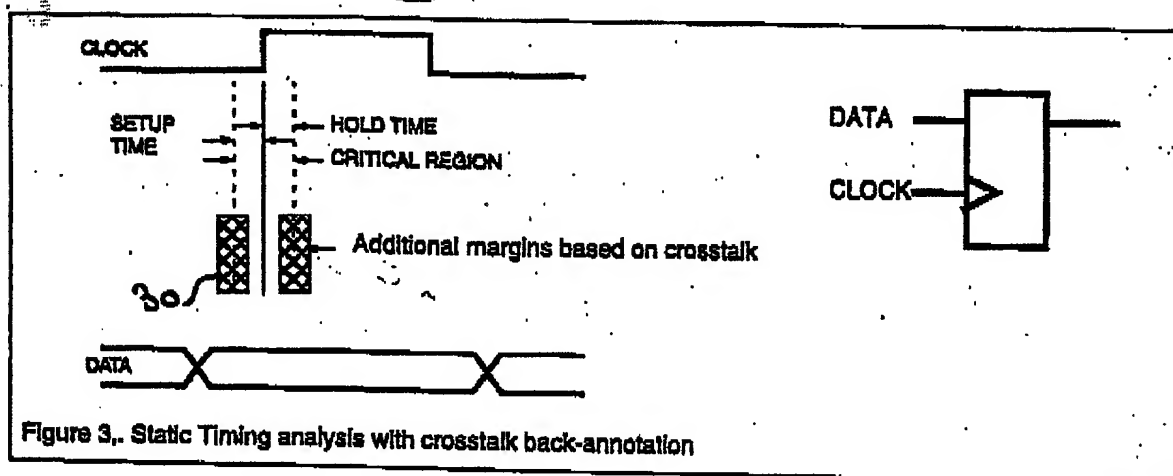 CLOCK
SETUP
TIME
HOLD TIME
CRITICAL REGION
Additional margins based on crosstalk
30
DATA
DATA
CLOCK
Figure 3,. Static Timing analysis with crosstalk back-annotation